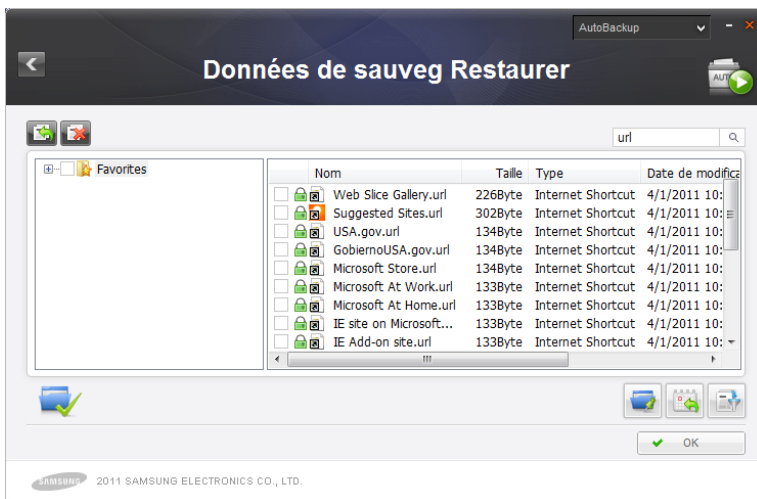 AutoBackup
Données de sauveg Restaurer
AUTO
url
Favorites
Nom Taille Type Date de modifica
Web Slice Gallery.url 226Byte Internet Shortcut 4/1/2011 10:
Suggested Sites.url 302Byte Internet Shortcut 4/1/2011 10:
USA.gov.url 134Byte Internet Shortcut 4/1/2011 10:
GobiernoUSA.gov.url 134Byte Internet Shortcut 4/1/2011 10:
Microsoft Store.url 134Byte Internet Shortcut 4/1/2011 10:
Microsoft At Work.url 133Byte Internet Shortcut 4/1/2011 10:
Microsoft At Home.url 133Byte Internet Shortcut 4/1/2011 10:
IE site on Microsoft... 133Byte Internet Shortcut 4/1/2011 10:
IE Add-on site.url 133Byte Internet Shortcut 4/1/2011 10:
OK
SAMSUNG 2011 SAMSUNG ELECTRONICS CO., LTD.